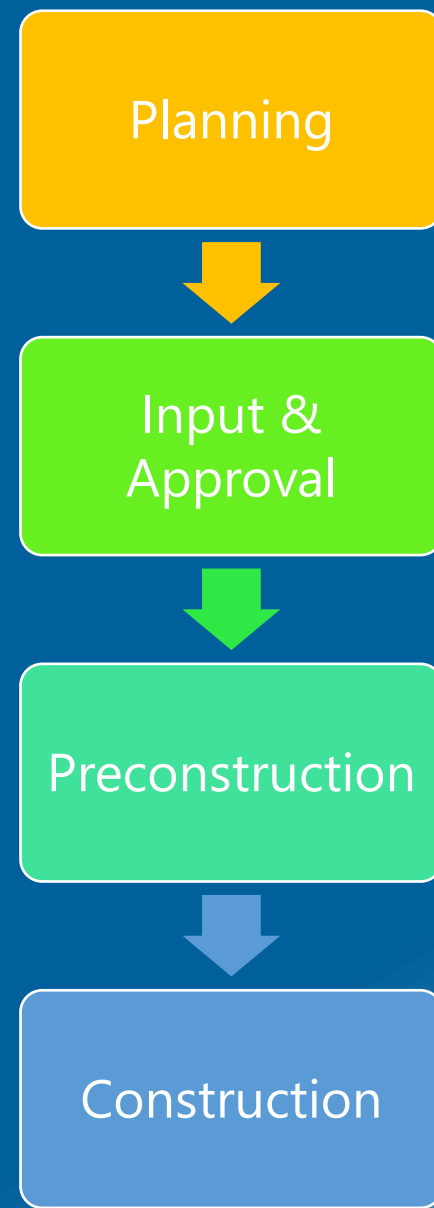 Planning
Input &
Approval
Preconstruction
Construction